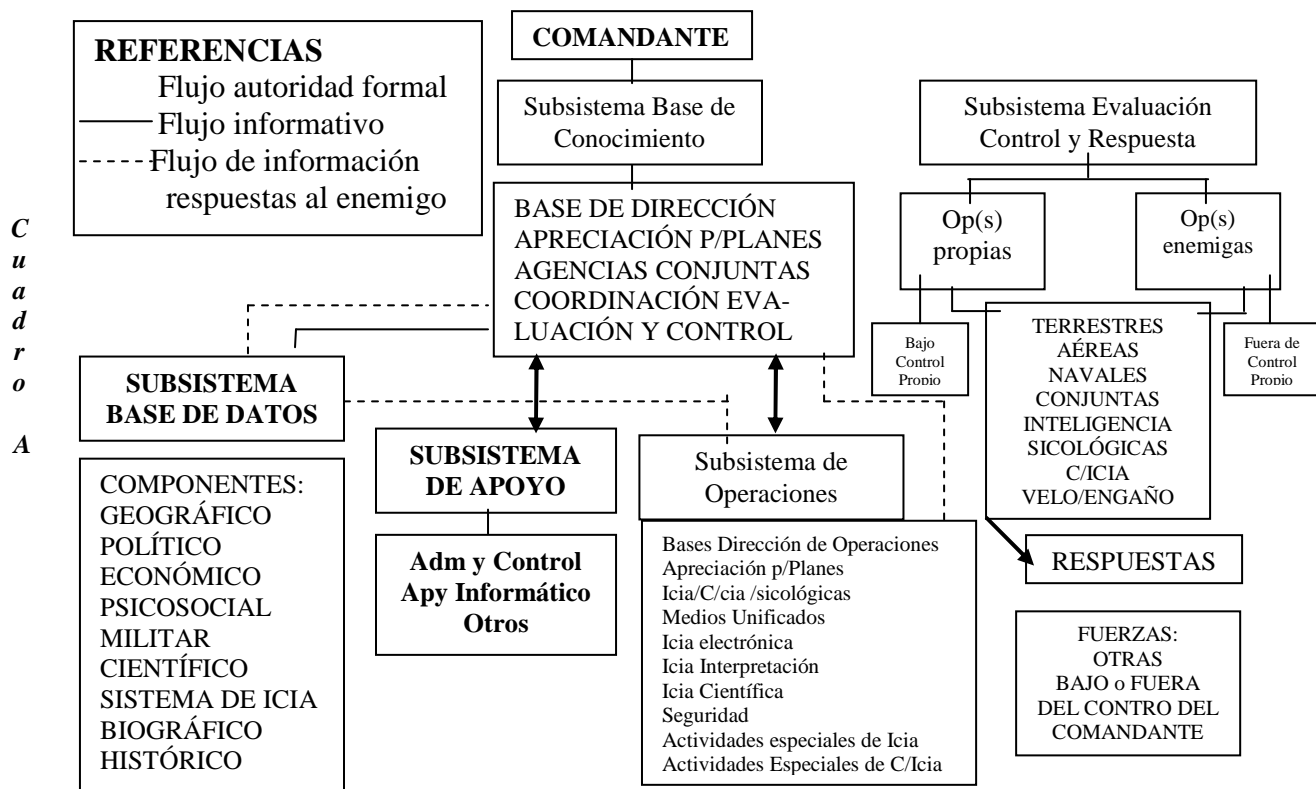 REFERENCIAS
Flujo autoridad formal
Flujo informativo
Flujo de información
respuestas al enemigo
Cuadro A
COMANDANTE
Subsistema Base de
Conocimiento
BASE DE DIRECCIÓN
APRECIACIÓN P/PLANES
AGENCIAS CONJUNTAS
COORDINACIÓN EVA-
LUACIÓN Y CONTROL
Subsistema Evaluación
Control y Respuesta
Op(s)
propias
Op(s)
enemigas
Bajo
Control
Propio
TERRESTRES
AÉREAS
NAVALES
CONJUNTAS
INTELIGENCIA
SICOLÓGICAS
C/ICIA
VELO/ENGAÑO
Fuera de
Control
Propio
SUBSISTEMA
BASE DE DATOS
COMPONENTES:
GEOGRÁFICO
POLÍTICO
ECONÓMICO
PSICOSOCIAL
MILITAR
CIENTÍFICO
SISTEMA DE ICIA
BIOGRÁFICO
HISTÓRICO
SUBSISTEMA
DE APOYO
Adm y Control
Apy Informático
Otros
Subsistema de
Operaciones
Bases Dirección de Operaciones
Apreciación p/Planes
Icia/C/cia /sicológicas
Medios Unificados
Icia electrónica
Icia Interpretación
Icia Científica
Seguridad
Actividades especiales de Icia
Actividades Especiales de C/Icia
RESPUESTAS
FUERZAS:
OTRAS
BAJO o FUERA
DEL CONTRO DEL
COMANDANTE